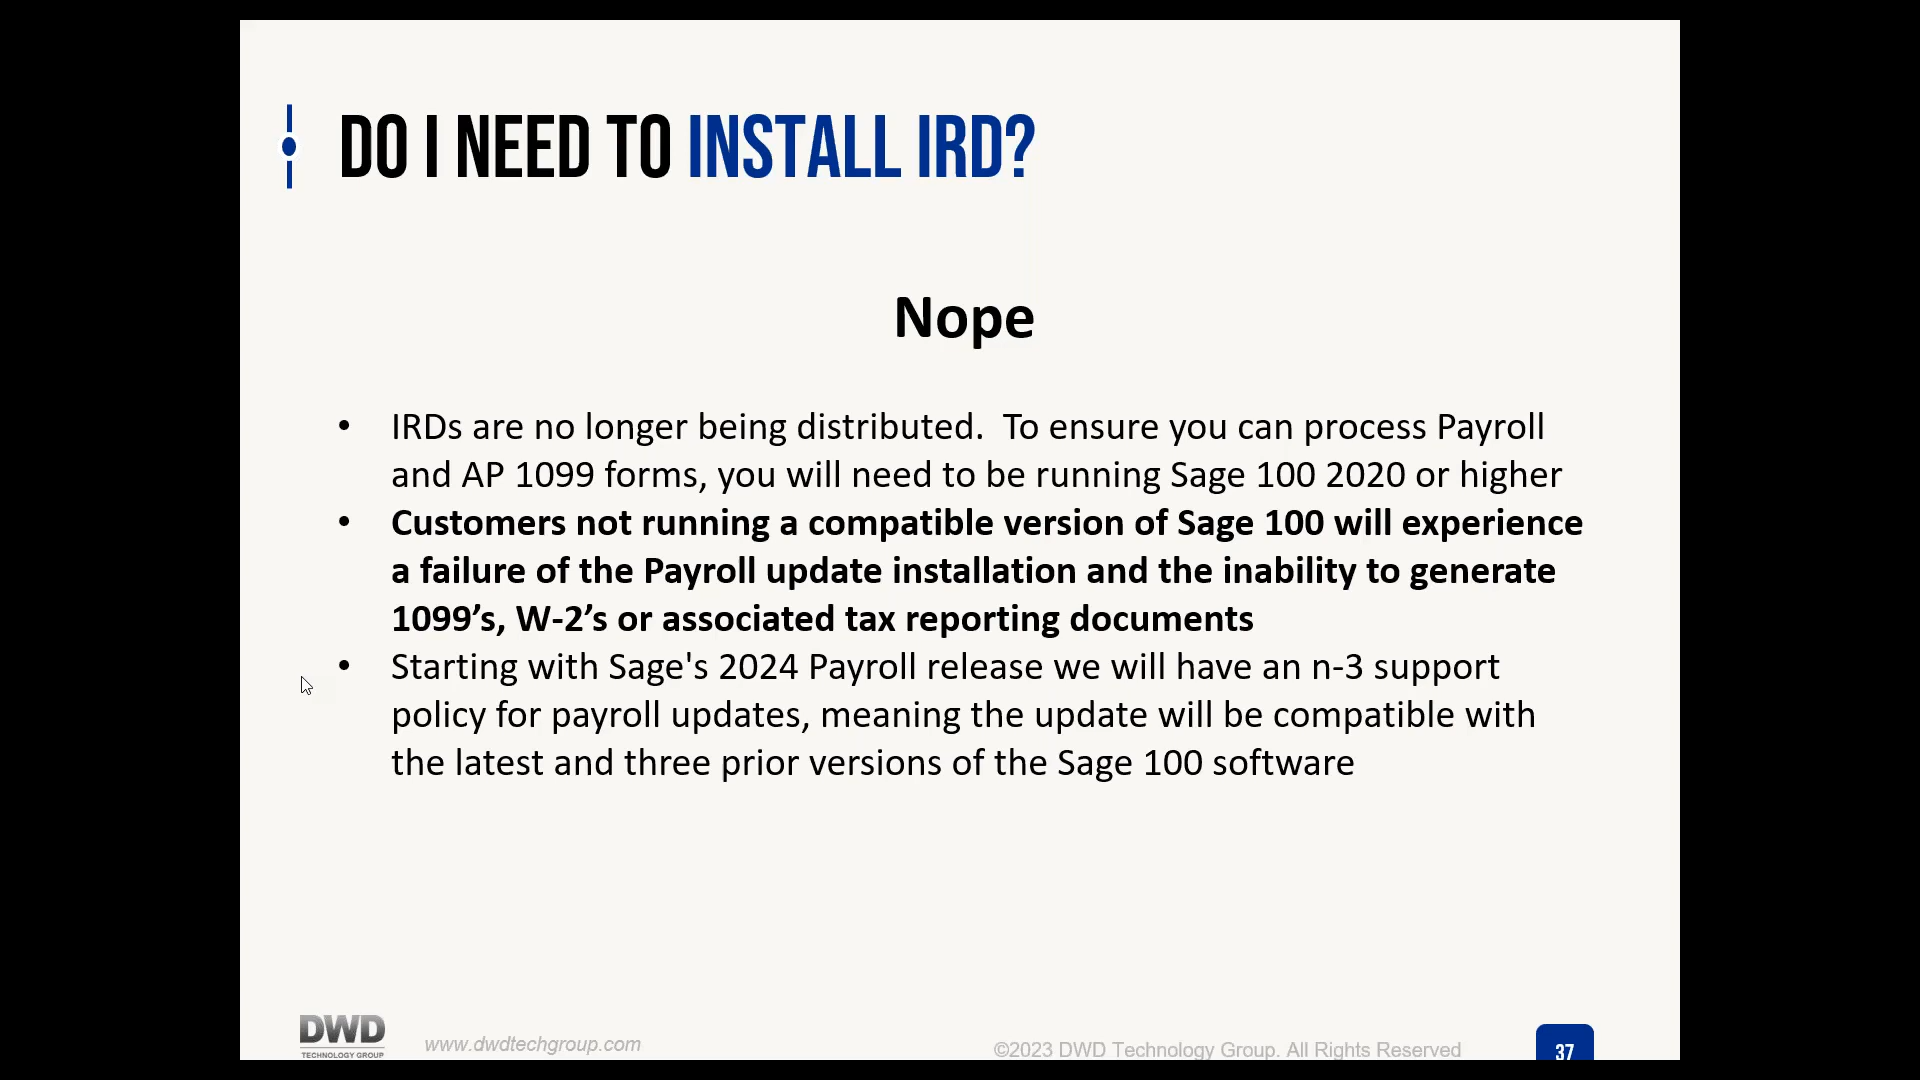 DO I NEED TO INSTALL IRD?
Nope
• IRDs are no longer being distributed.  To ensure you can process Payroll
and AP 1099 forms, you will need to be running Sage 100 2020 or higher
• Customers not running a compatible version of Sage 100 will experience
a failure of the Payroll update installation and the inability to generate
1099’s, W-2’s or associated tax reporting documents
• Starting with Sage's 2024 Payroll release we will have an n-3 support
policy for payroll updates, meaning the update will be compatible with
the latest and three prior versions of the Sage 100 software
DWD
TECHNOLOGY GROUP
www.dwdtechgroup.com
©2023 DWD Technology Group. All Rights Reserved
37